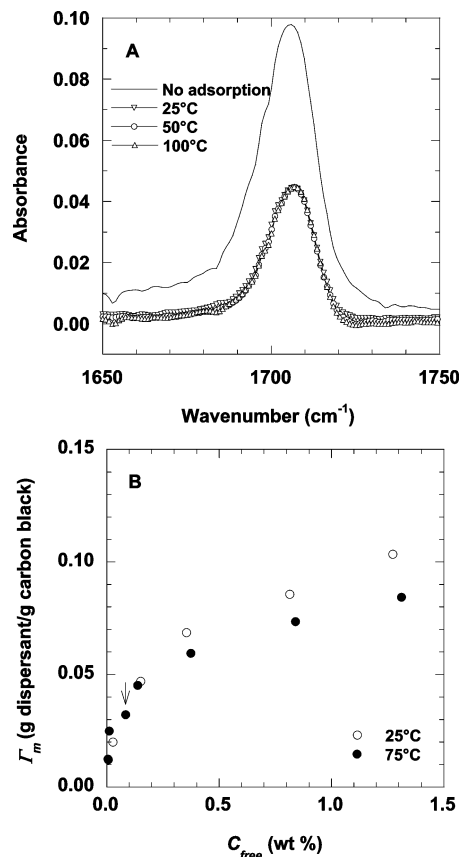 A
0.10
0.08
0.06
0.04
0.02
0.00
Absorbance
No adsorption
25°C
50°C
100°C
1650
1700
1750
Wavenumber (cm⁻¹)
B
0.15
0.10
0.05
0.00
Γm (g dispersant/g carbon black)
25°C
75°C
0.0
0.5
1.0
1.5
Cfree (wt %)